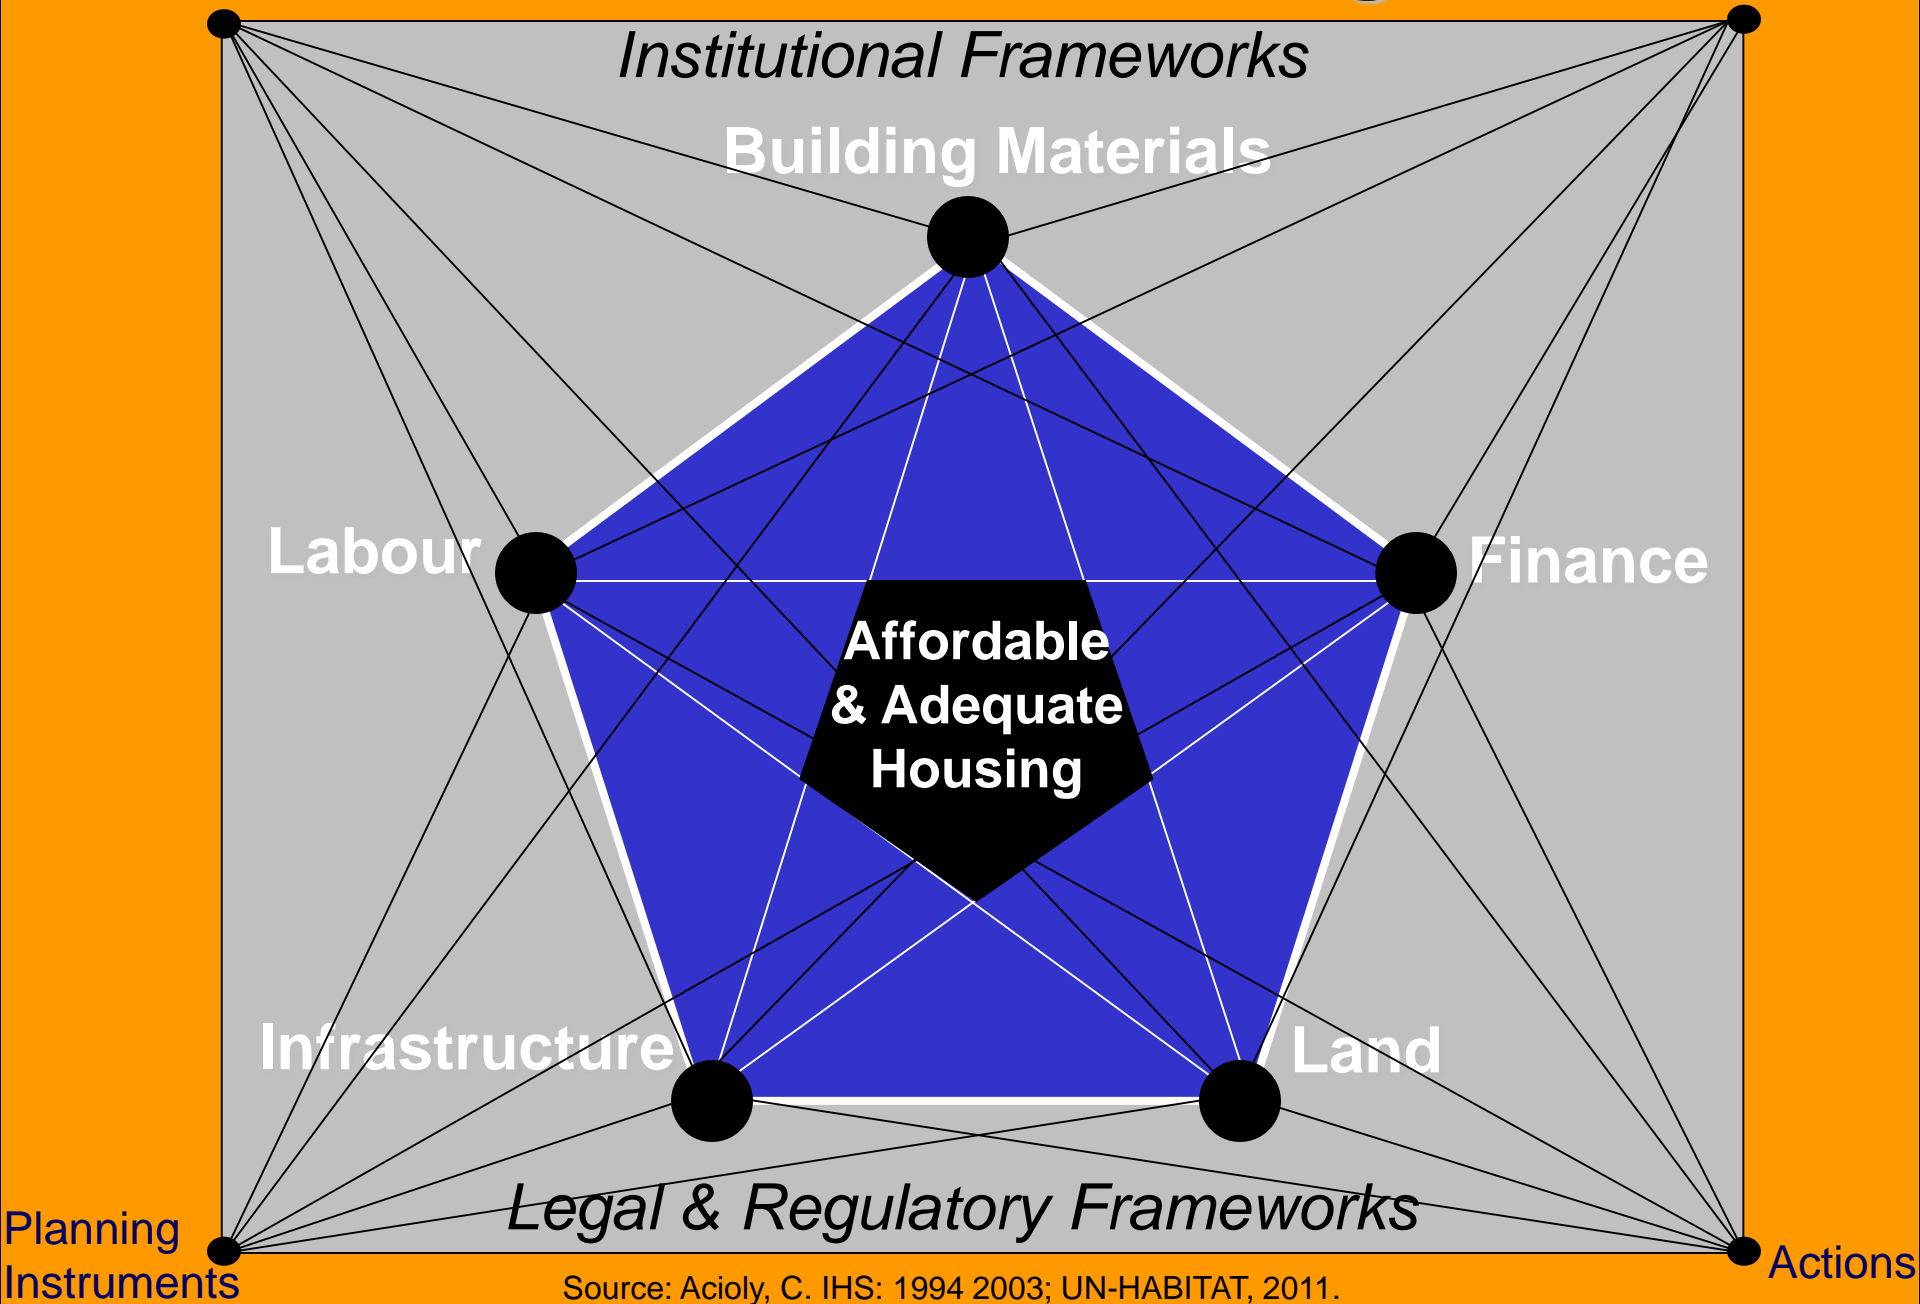 Institutional Frameworks
Building Materials
Labour
Finance
Affordable
& Adequate
Housing
Infrastructure
Land
Legal & Regulatory Frameworks
Planning
Instruments
Actions
Source: Acioly, C. IHS: 1994 2003; UN-HABITAT, 2011.